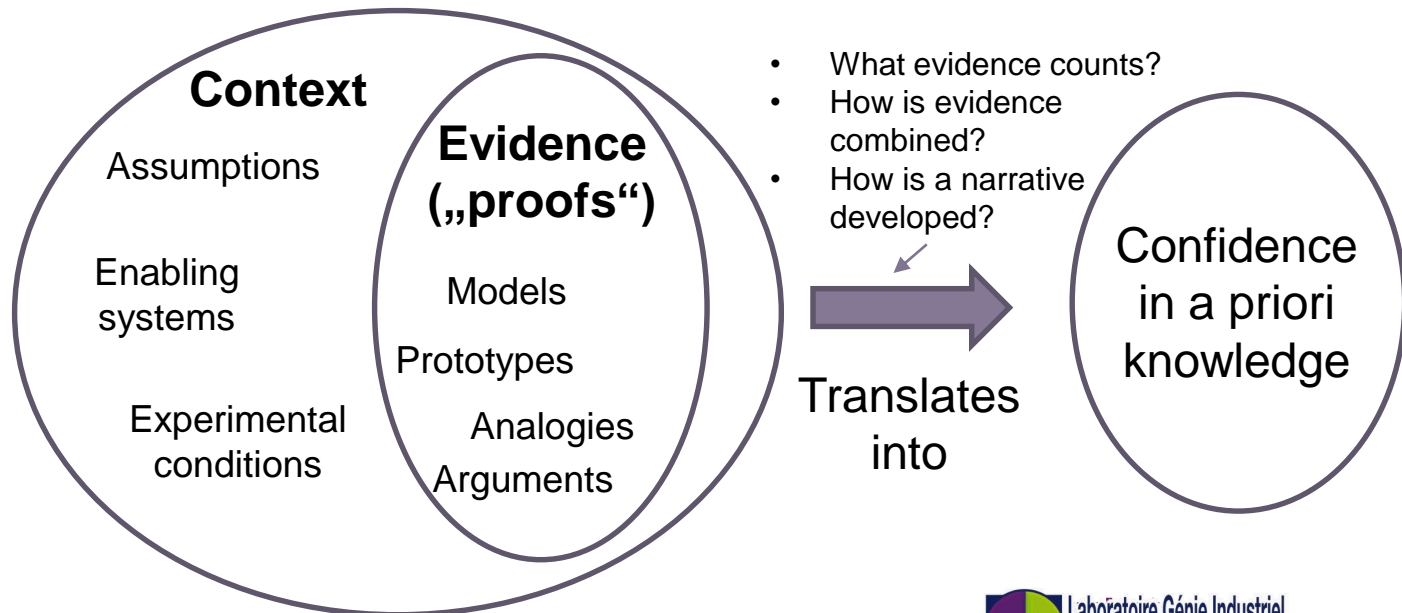 Context
Assumptions
Enabling
systems
Experimental
conditions
Evidence
(„proofs“)
Models
Prototypes
Analogies
Arguments
• What evidence counts?
• How is evidence
combined?
• How is a narrative
developed?
Translates
into
Confidence
in a priori
knowledge
Laboratoire Génie Industriel